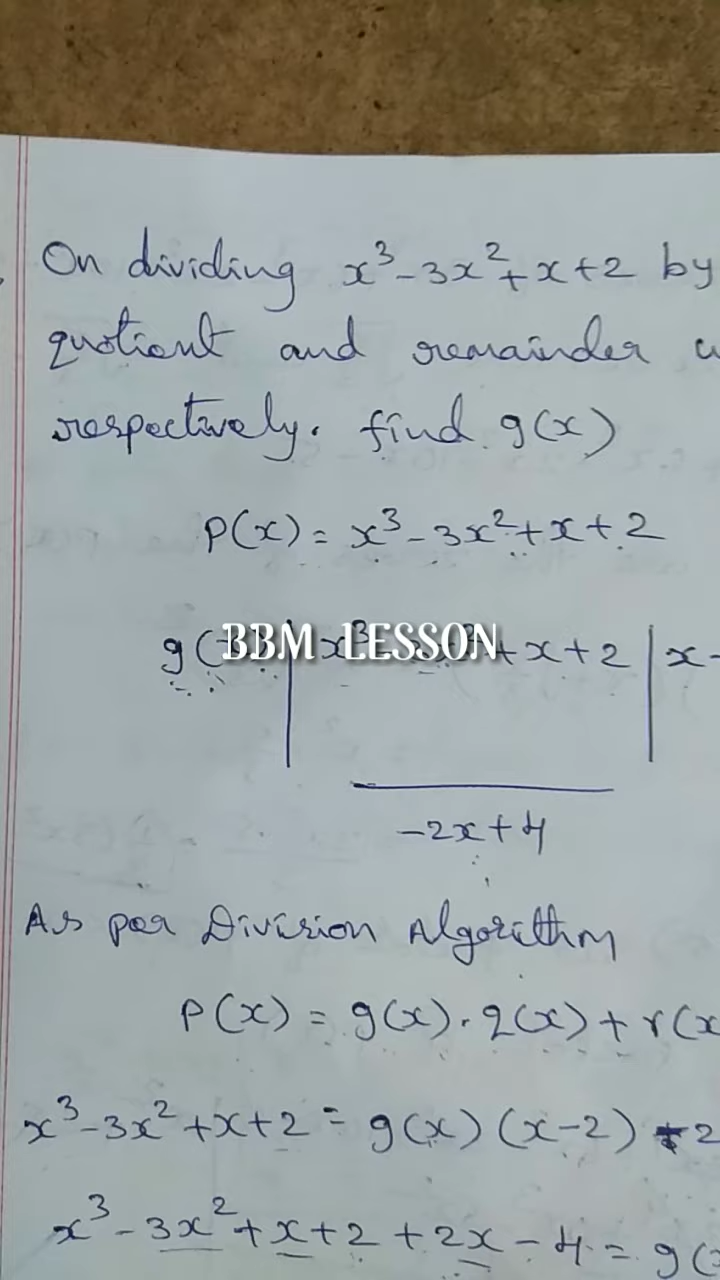 On dividing x³-3x²+x+2 by
quotient and remainder
respectively. find g(x)
P(x) = x³-3x²+x+2
BBM LESSON
+x+2 | x-
-2x+4
As per Division Algorithm
P(x) = g(x).q(x)+r(x
x³-3x²+x+2 = g(x)(x-2) -2
x³-3x²+x+2+2x-4 = g(